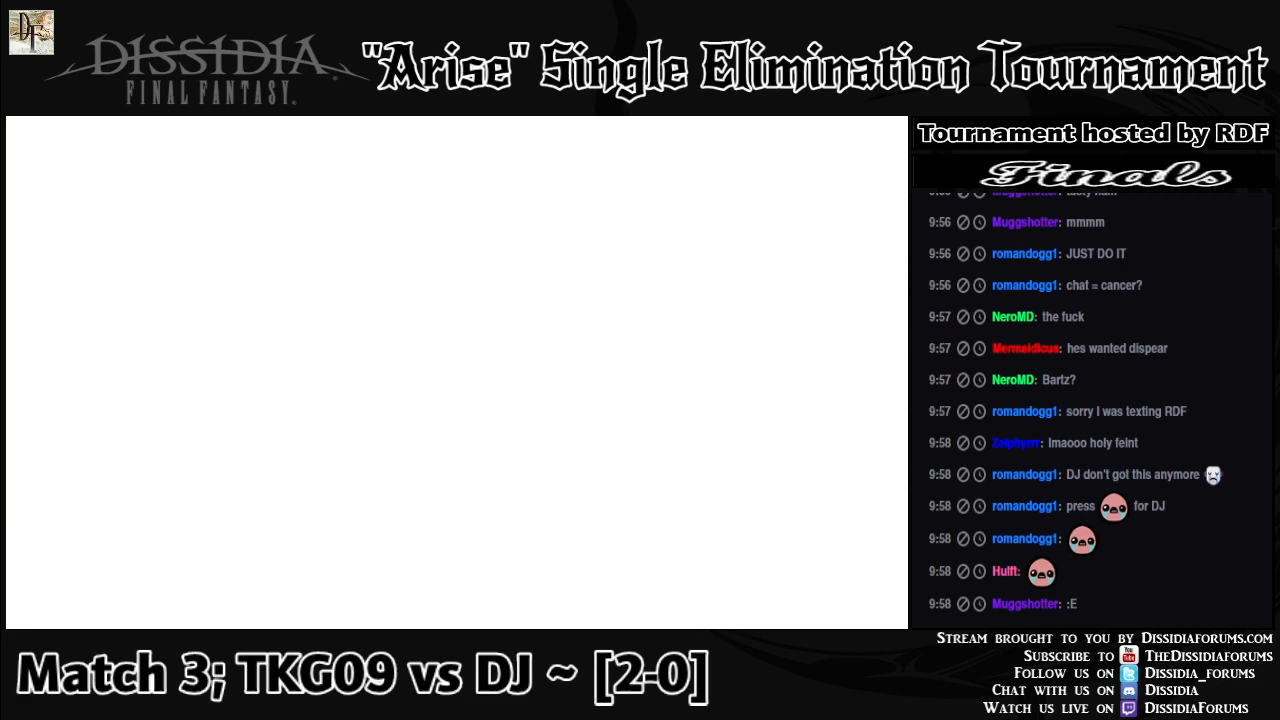 DF
DISSIDIA
FINAL FANTASY
"Arise" Single Elimination Tournament
Tournament hosted by RDF
Finals
9:56 Muggshotter: mmmm
9:56 romandogg1: JUST DO IT
9:56 romandogg1: chat = cancer?
9:57 NeroMD: the fuck
9:57 Mermaidicus: hes wanted dispear
9:57 NeroMD: Bartz?
9:57 romandogg1: sorry I was texting RDF
9:58 Zelphyrrr: lmaooo holy feint
9:58 romandogg1: DJ don't got this anymore
9:58 romandogg1: press for DJ
9:58 romandogg1:
9:58 Hulft:
9:58 Muggshotter: :E
Match 3; TKG09 vs DJ ~ [2-0]
Stream brought to you by Dissidiaforums.com
Subscribe to You Tube TheDissidiaforums
Follow us on Dissidia_forums
Chat with us on Dissidia
Watch us live on DissidiaForums